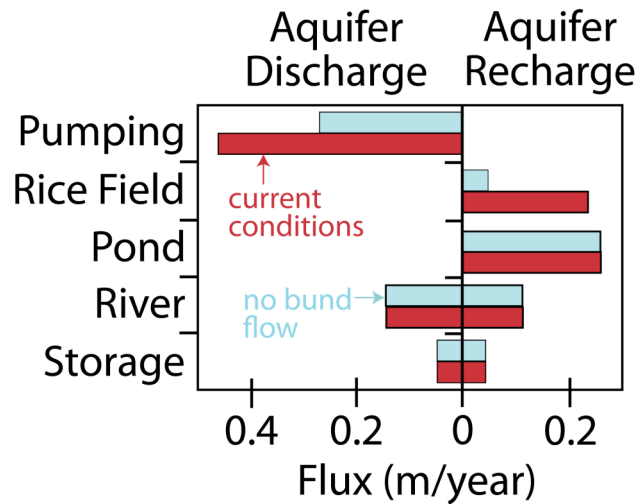 Aquifer
Discharge
Aquifer
Recharge
Pumping
Rice Field
Pond
River
Storage
current
conditions
no bund
flow
0.4
0.2
0
0.2
Flux (m/year)